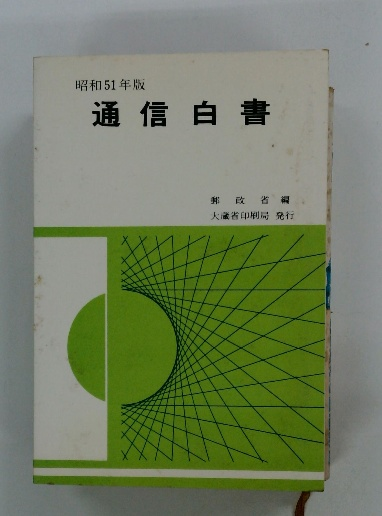 昭和51年版
通信白書
郵政省編
大蔵省印刷局 発行